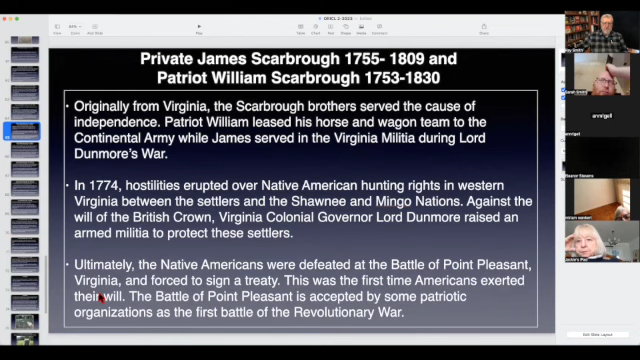 Private James Scarbrough 1755- 1809 and
Patriot William Scarbrough 1753-1830
• Originally from Virginia, the Scarbrough brothers served the cause of
independence. Patriot William leased his horse and wagon team to the
Continental Army while James served in the Virginia Militia during Lord
Dunmore's War.
• In 1774, hostilities erupted over Native American hunting rights in western
Virginia between the settlers and the Shawnee and Mingo Nations. Against the
will of the British Crown, Virginia Colonial Governor Lord Dunmore raised an
armed militia to protect these settlers.
• Ultimately, the Native Americans were defeated at the Battle of Point Pleasant,
Virginia, and forced to sign a treaty. This was the first time Americans exerted
their will. The Battle of Point Pleasant is accepted by some patriotic
organizations as the first battle of the Revolutionary War.
Edit Slide Layout